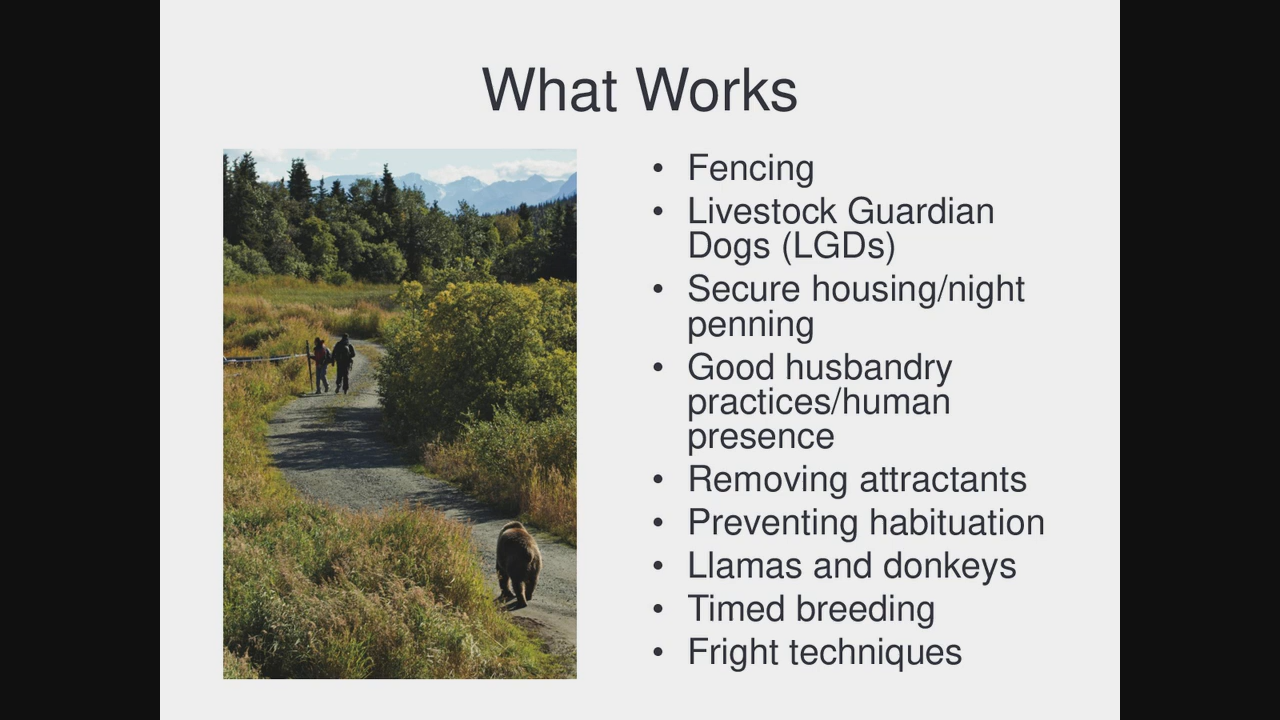 What Works
• Fencing
• Livestock Guardian
Dogs (LGDs)
• Secure housing/night
penning
• Good husbandry
practices/human
presence
• Removing attractants
• Preventing habituation
• Llamas and donkeys
• Timed breeding
• Fright techniques